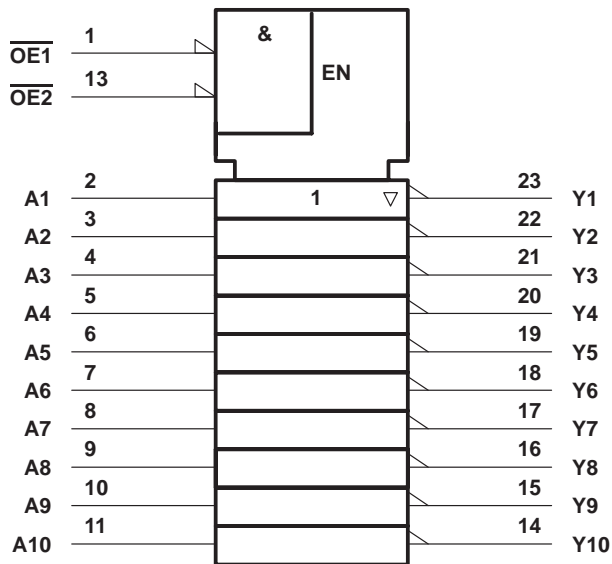 1 &
O̅E̅1̅
13 EN
O̅E̅2̅
2 1 ▽ 23
A1 Y1
3 22
A2 Y2
4 21
A3 Y3
5 20
A4 Y4
6 19
A5 Y5
7 18
A6 Y6
8 17
A7 Y7
9 16
A8 Y8
10 15
A9 Y9
11 14
A10 Y10